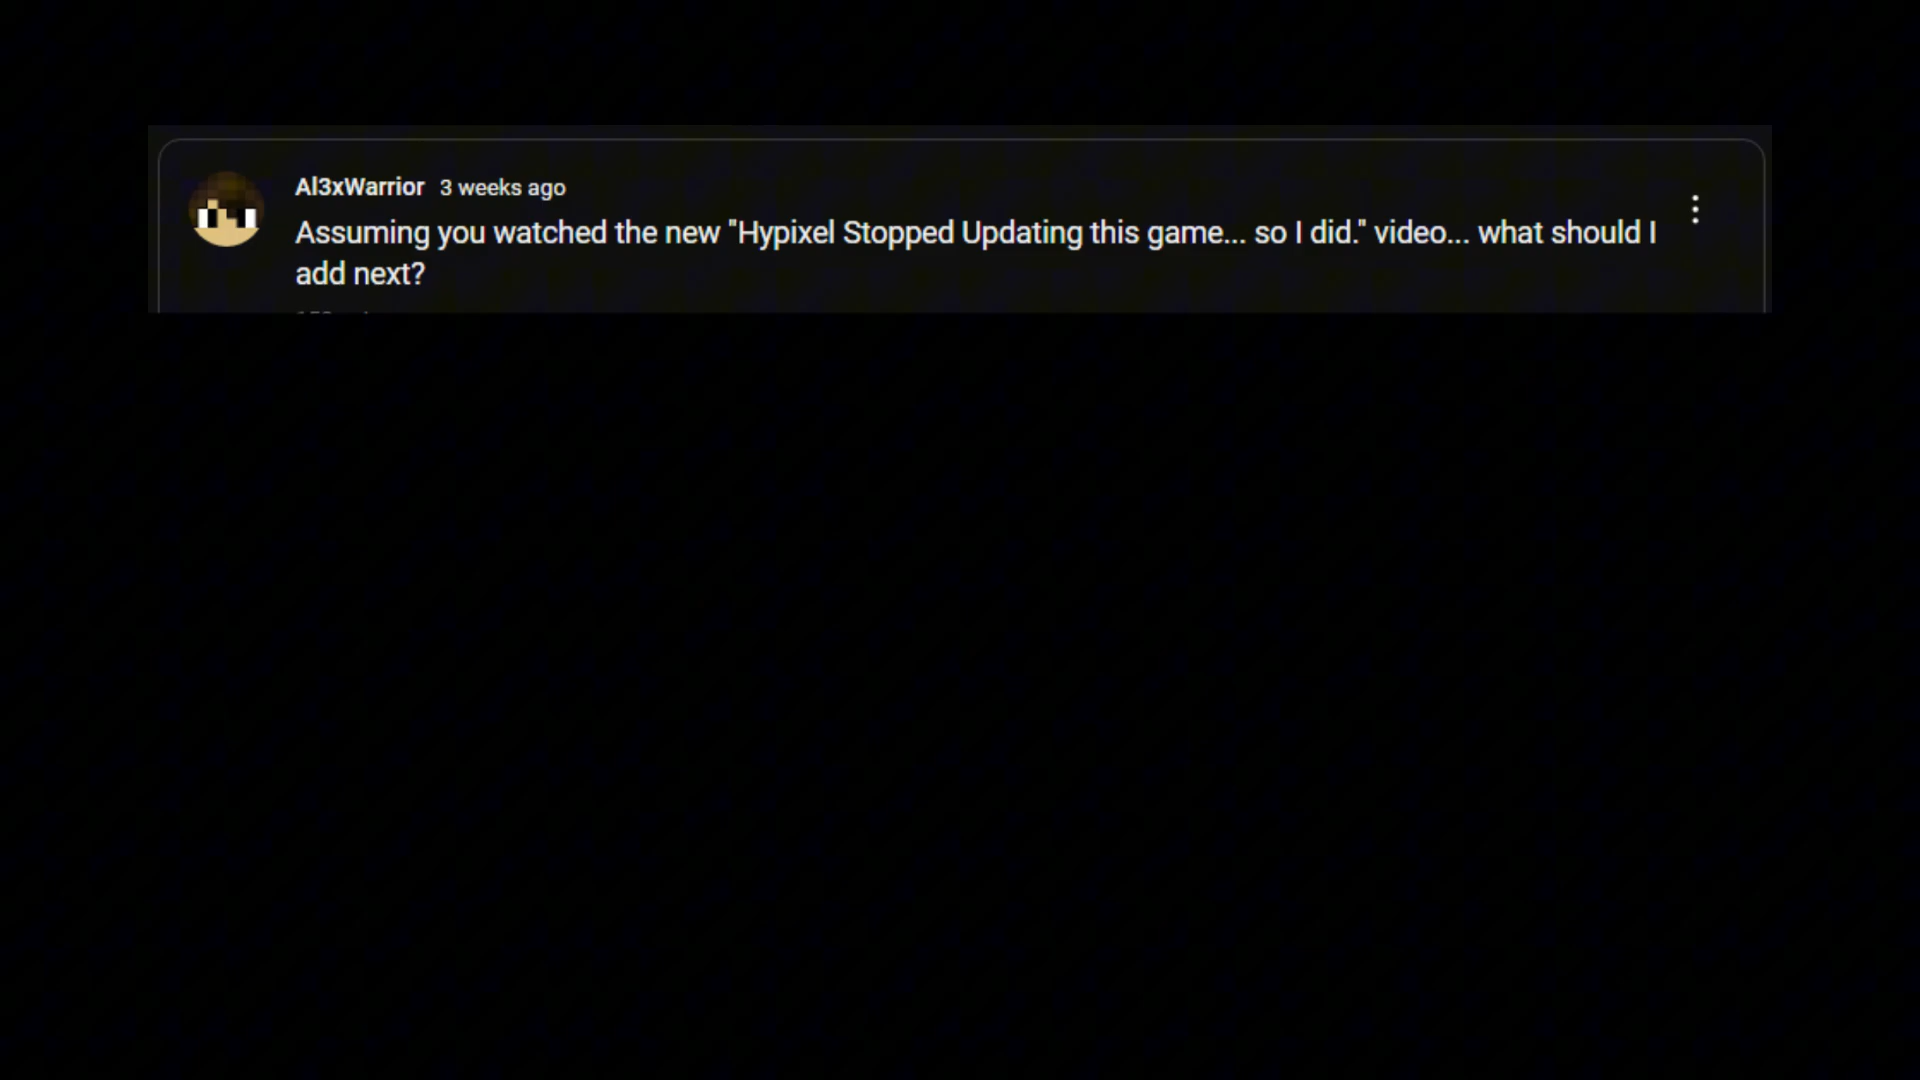 Al3xWarrior 3 weeks ago
Assuming you watched the new "Hypixel Stopped Updating this game... so I did." video... what should I
add next?